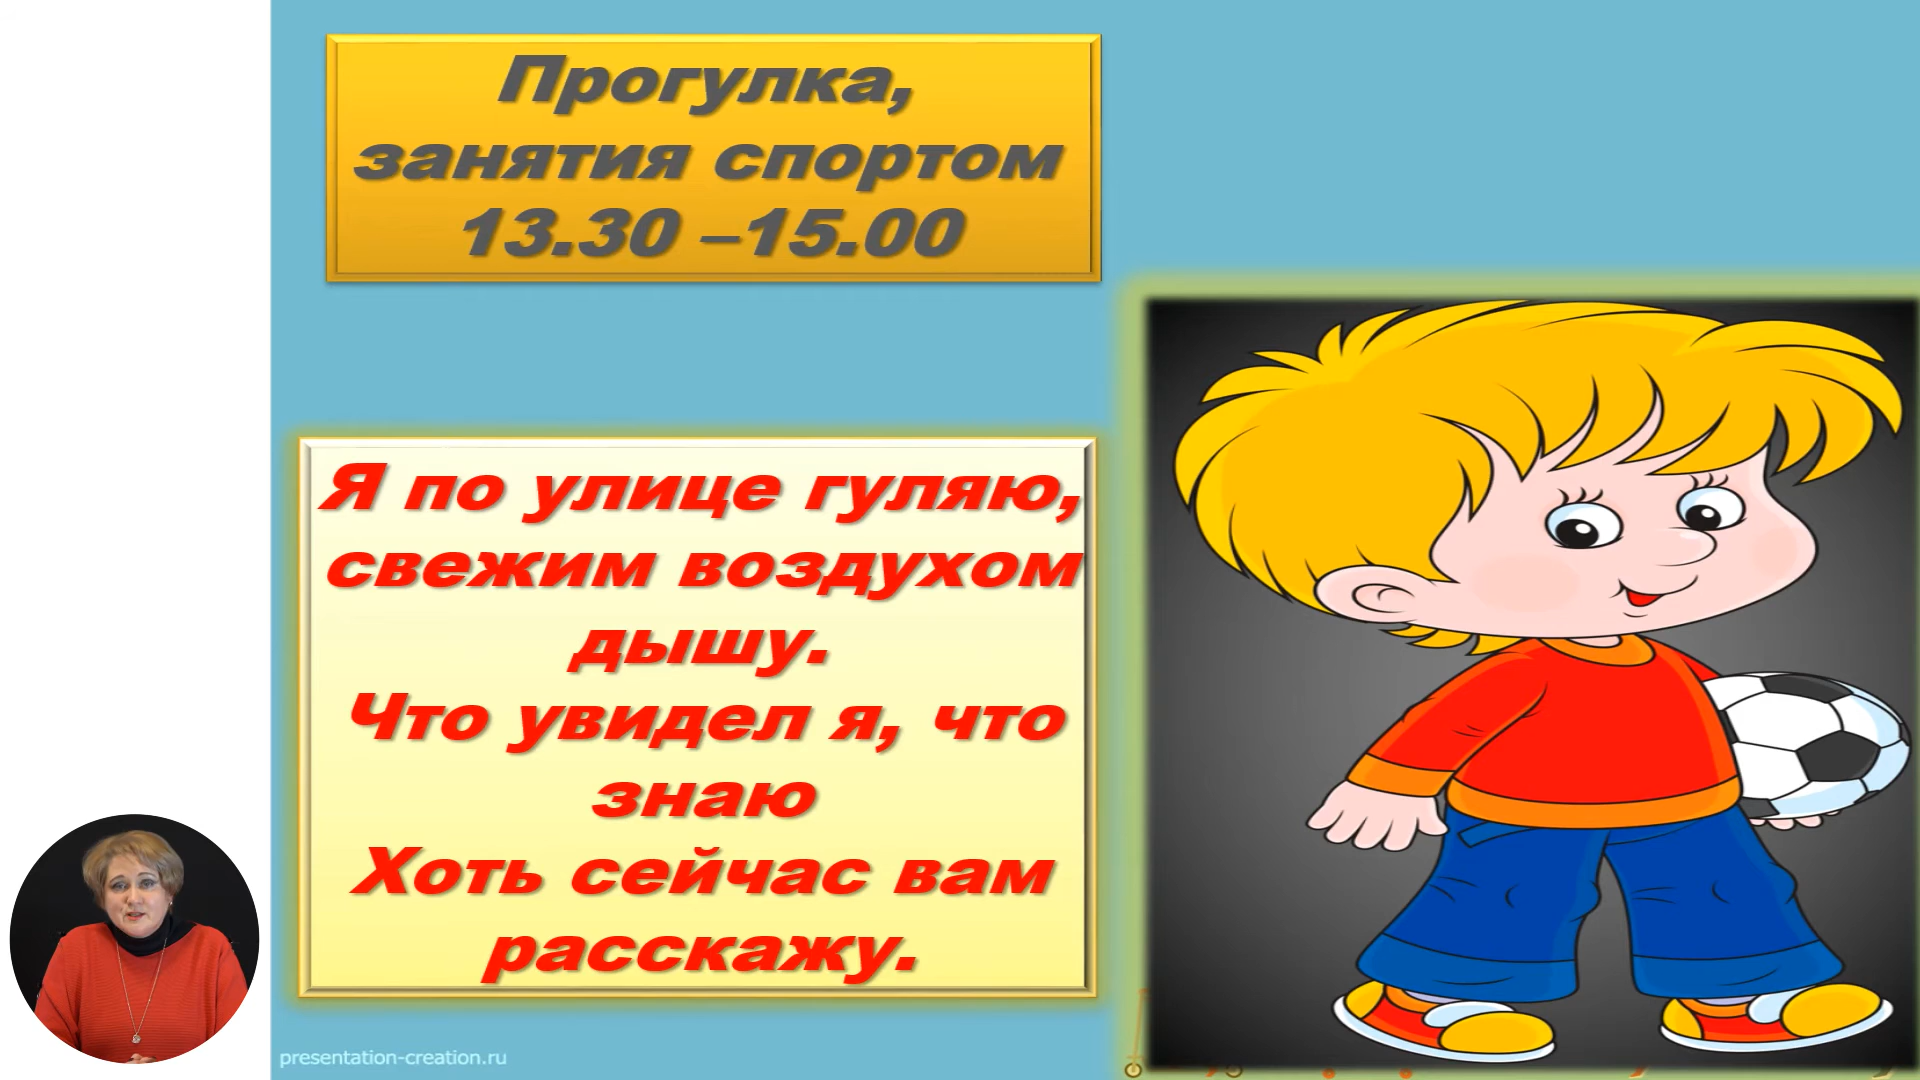 Прогулка,
занятия спортом
13.30 –15.00
Я по улице гуляю,
свежим воздухом
дышу.
Что увидел я, что
знаю
Хоть сейчас вам
расскажу.
presentation-creation.ru